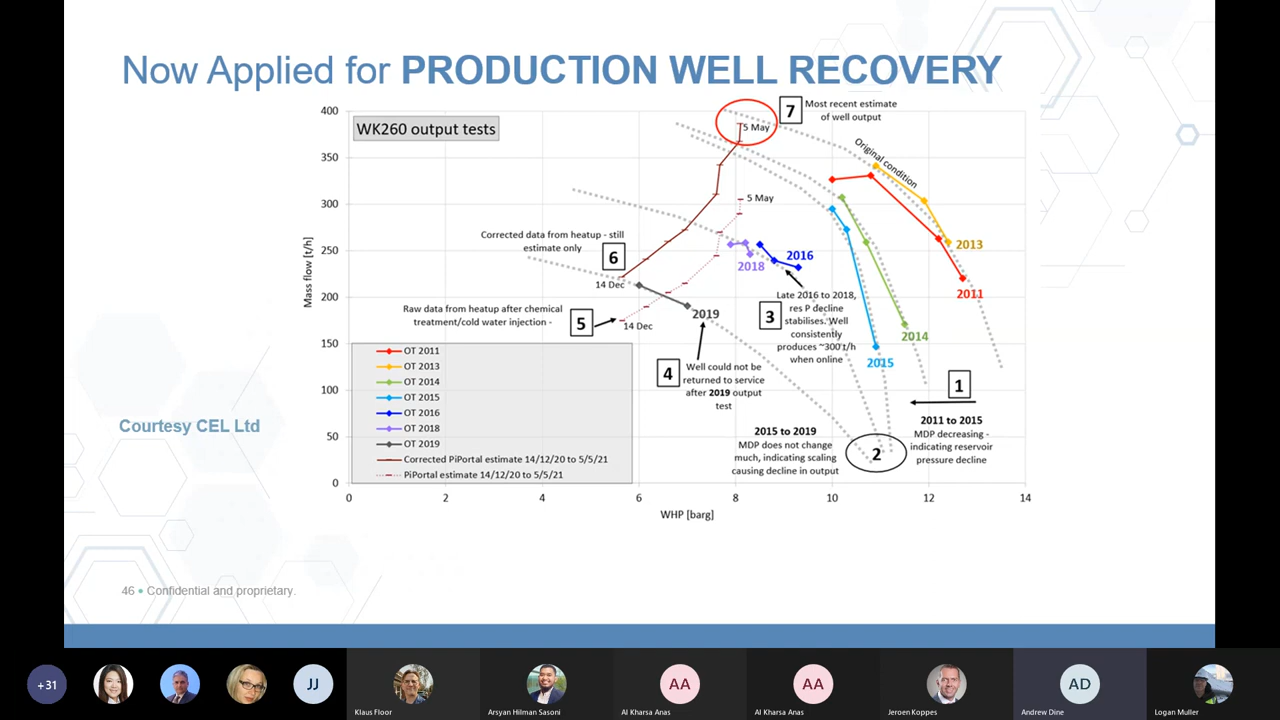 Now Applied for PRODUCTION WELL RECOVERY
WK260 output tests
400
350
300
250
200
150
100
50
0
Mass flow [t/h]
0
2
4
6
8
10
12
14
WHP [barg]
7
Most recent estimate
of well output
5 May
Original condition
5 May
Corrected data from heatup - still
estimate only
6
14 Dec
2018
2016
2013
2011
Raw data from heatup after chemical
treatment/cold water injection -
5
14 Dec
2019
3
Late 2016 to 2018,
res P decline
stabilises. Well
consistently
produces ~300 t/h
when online
2014
2015
4
Well could not be
returned to service
after 2019 output
test
1
2011 to 2015
MDP decreasing -
indicating reservoir
pressure decline
2015 to 2019
MDP does not change
much, indicating scaling
causing decline in output
2
OT 2011
OT 2013
OT 2014
OT 2015
OT 2016
OT 2018
OT 2019
Corrected PiPortal estimate 14/12/20 to 5/5/21
PiPortal estimate 14/12/20 to 5/5/21
Courtesy CEL Ltd
46 • Confidential and proprietary.
+31
JJ
Klaus Floor
Arsyan Hilman Sasoni
AA
Al Kharsa Anas
AA
Al Kharsa Anas
Jeroen Koppes
AD
Andrew Dine
Logan Muller